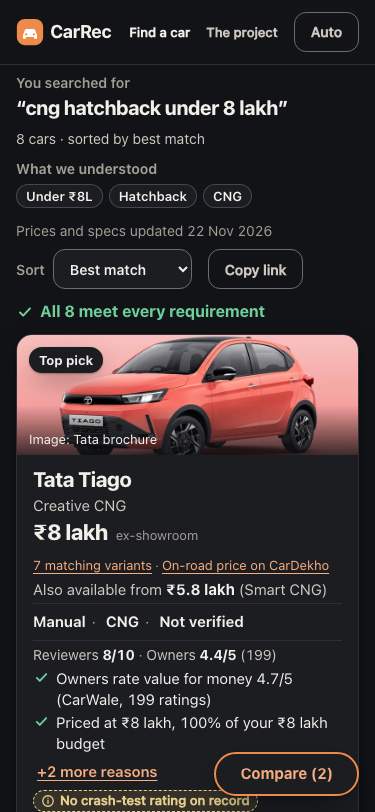 CarRec Find a car The project Auto
You searched for
“cng hatchback under 8 lakh”
8 cars · sorted by best match
What we understood
Under ₹8L Hatchback CNG
Prices and specs updated 22 Nov 2026
Sort Best match Copy link
All 8 meet every requirement
Top pick
TIAGO
Image: Tata brochure
Tata Tiago
Creative CNG
₹8 lakh ex-showroom
7 matching variants · On-road price on CarDekho
Also available from ₹5.8 lakh (Smart CNG)
Manual · CNG · Not verified
Reviewers 8/10 · Owners 4.4/5 (199)
Owners rate value for money 4.7/5
(CarWale, 199 ratings)
Priced at ₹8 lakh, 100% of your ₹8 lakh
budget
+2 more reasons
Compare (2)
No crash-test rating on record